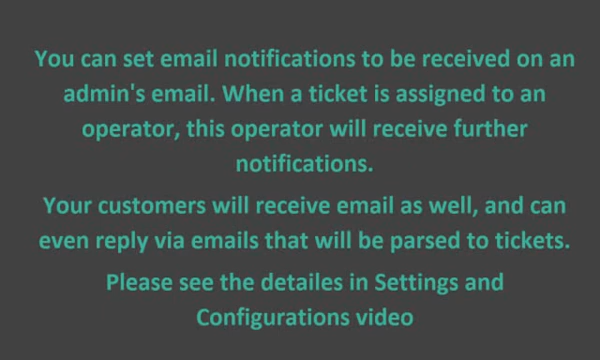 You can set email notifications to be received on an
admin's email. When a ticket is assigned to an
operator, this operator will receive further
notifications.
Your customers will receive email as well, and can
even reply via emails that will be parsed to tickets.
Please see the detailes in Settings and
Configurations video